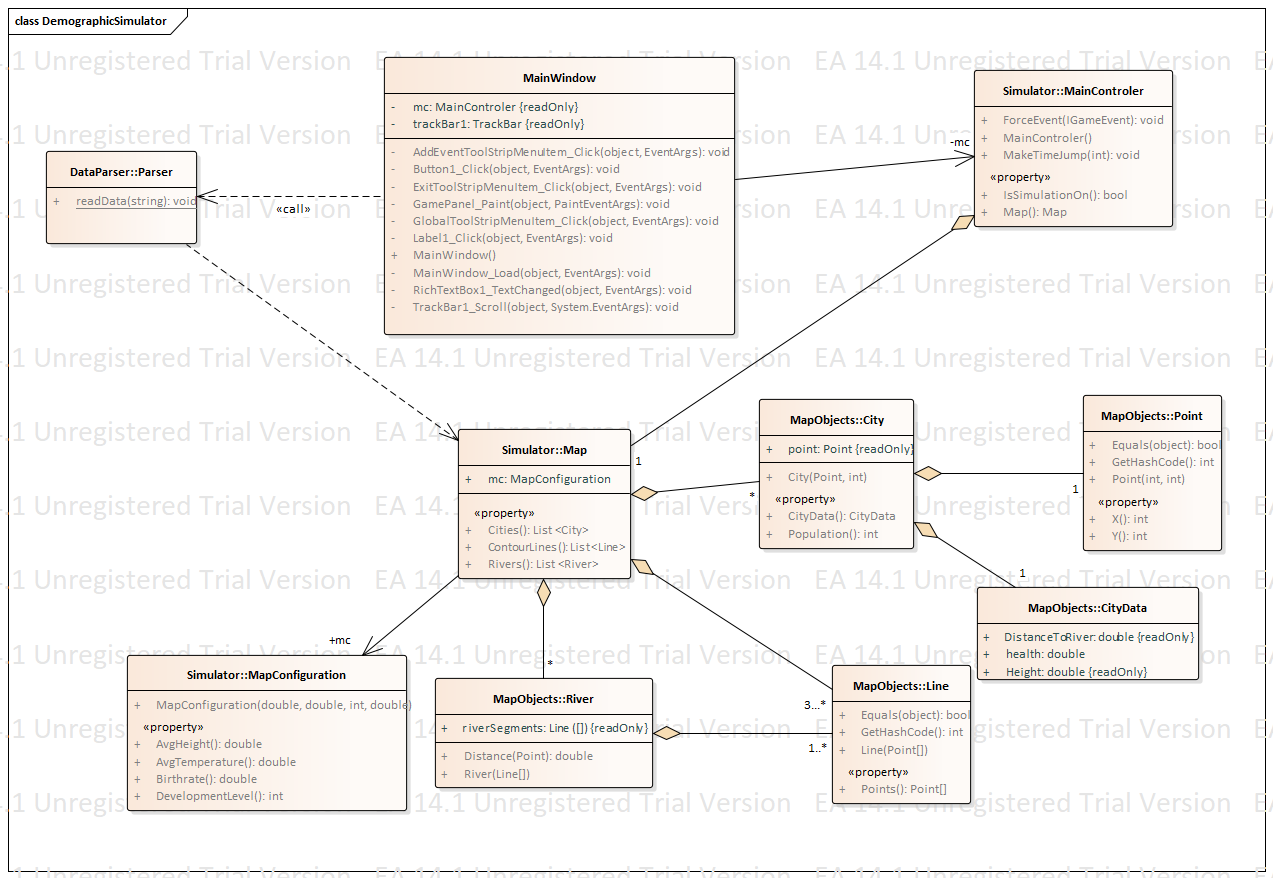 class DemographicSimulator
EA 14.1 Unregistered Trial Version
MainWindow
- mc: MainControler {readOnly}
- trackBar1: TrackBar {readOnly}
- AddEventToolStripMenuItem_Click(object, EventArgs): void
- Button1_Click(object, EventArgs): void
- ExitToolStripMenuItem_Click(object, EventArgs): void
- GamePanel_Paint(object, PaintEventArgs): void
- GlobalToolStripMenuItem_Click(object, EventArgs): void
- Label1_Click(object, EventArgs): void
+ MainWindow()
- MainWindow_Load(object, EventArgs): void
- RichTextBox1_TextChanged(object, EventArgs): void
- TrackBar1_Scroll(object, System.EventArgs): void
Simulator::MainControler
+ ForceEvent(IGameEvent): void
+ MainControler()
+ MakeTimeJump(int): void
«property»
+ IsSimulationOn(): bool
+ Map(): Map
-mc
DataParser::Parser
+ readData(string): void
«call»
Simulator::Map
+ mc: MapConfiguration
«property»
+ Cities(): List <City>
+ ContourLines(): List<Line>
+ Rivers(): List <River>
1
*
MapObjects::City
+ point: Point {readOnly}
+ City(Point, int)
«property»
+ CityData(): CityData
+ Population(): int
MapObjects::Point
+ Equals(object): bool
+ GetHashCode(): int
+ Point(int, int)
«property»
+ X(): int
+ Y(): int
1
1
MapObjects::CityData
+ DistanceToRiver: double {readOnly}
+ health: double
+ Height: double {readOnly}
+mc
Simulator::MapConfiguration
+ MapConfiguration(double, double, int, double)
«property»
+ AvgHeight(): double
+ AvgTemperature(): double
+ Birthrate(): double
+ DevelopmentLevel(): int
*
MapObjects::River
+ riverSegments: Line ([]) {readOnly}
+ Distance(Point): double
+ River(Line[])
3...*
1..*
MapObjects::Line
+ Equals(object): bool
+ GetHashCode(): int
+ Line(Point[])
«property»
+ Points(): Point[]